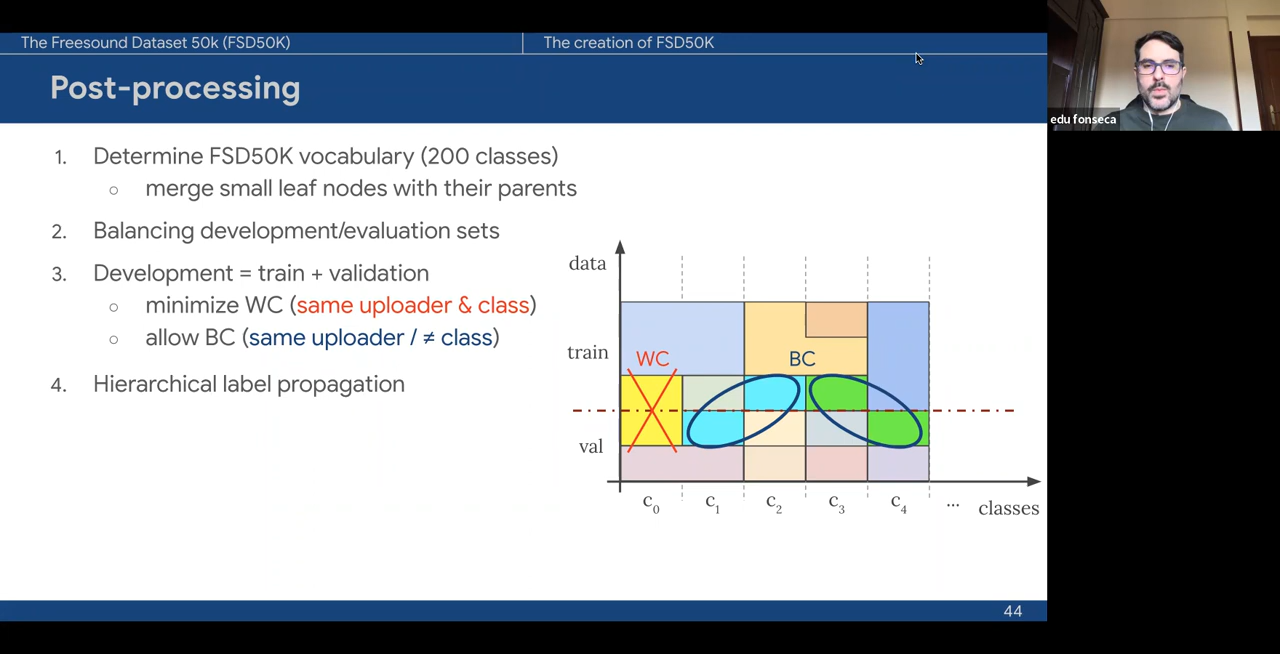 The Freesound Dataset 50k (FSD50K)
The creation of FSD50K
Post-processing
1. Determine FSD50K vocabulary (200 classes)
○ merge small leaf nodes with their parents
2. Balancing development/evaluation sets
3. Development = train + validation
○ minimize WC (same uploader & class)
○ allow BC (same uploader / ≠ class)
4. Hierarchical label propagation
data
train
val
WC
BC
c0 c1 c2 c3 c4 ... classes
44
edu fonseca